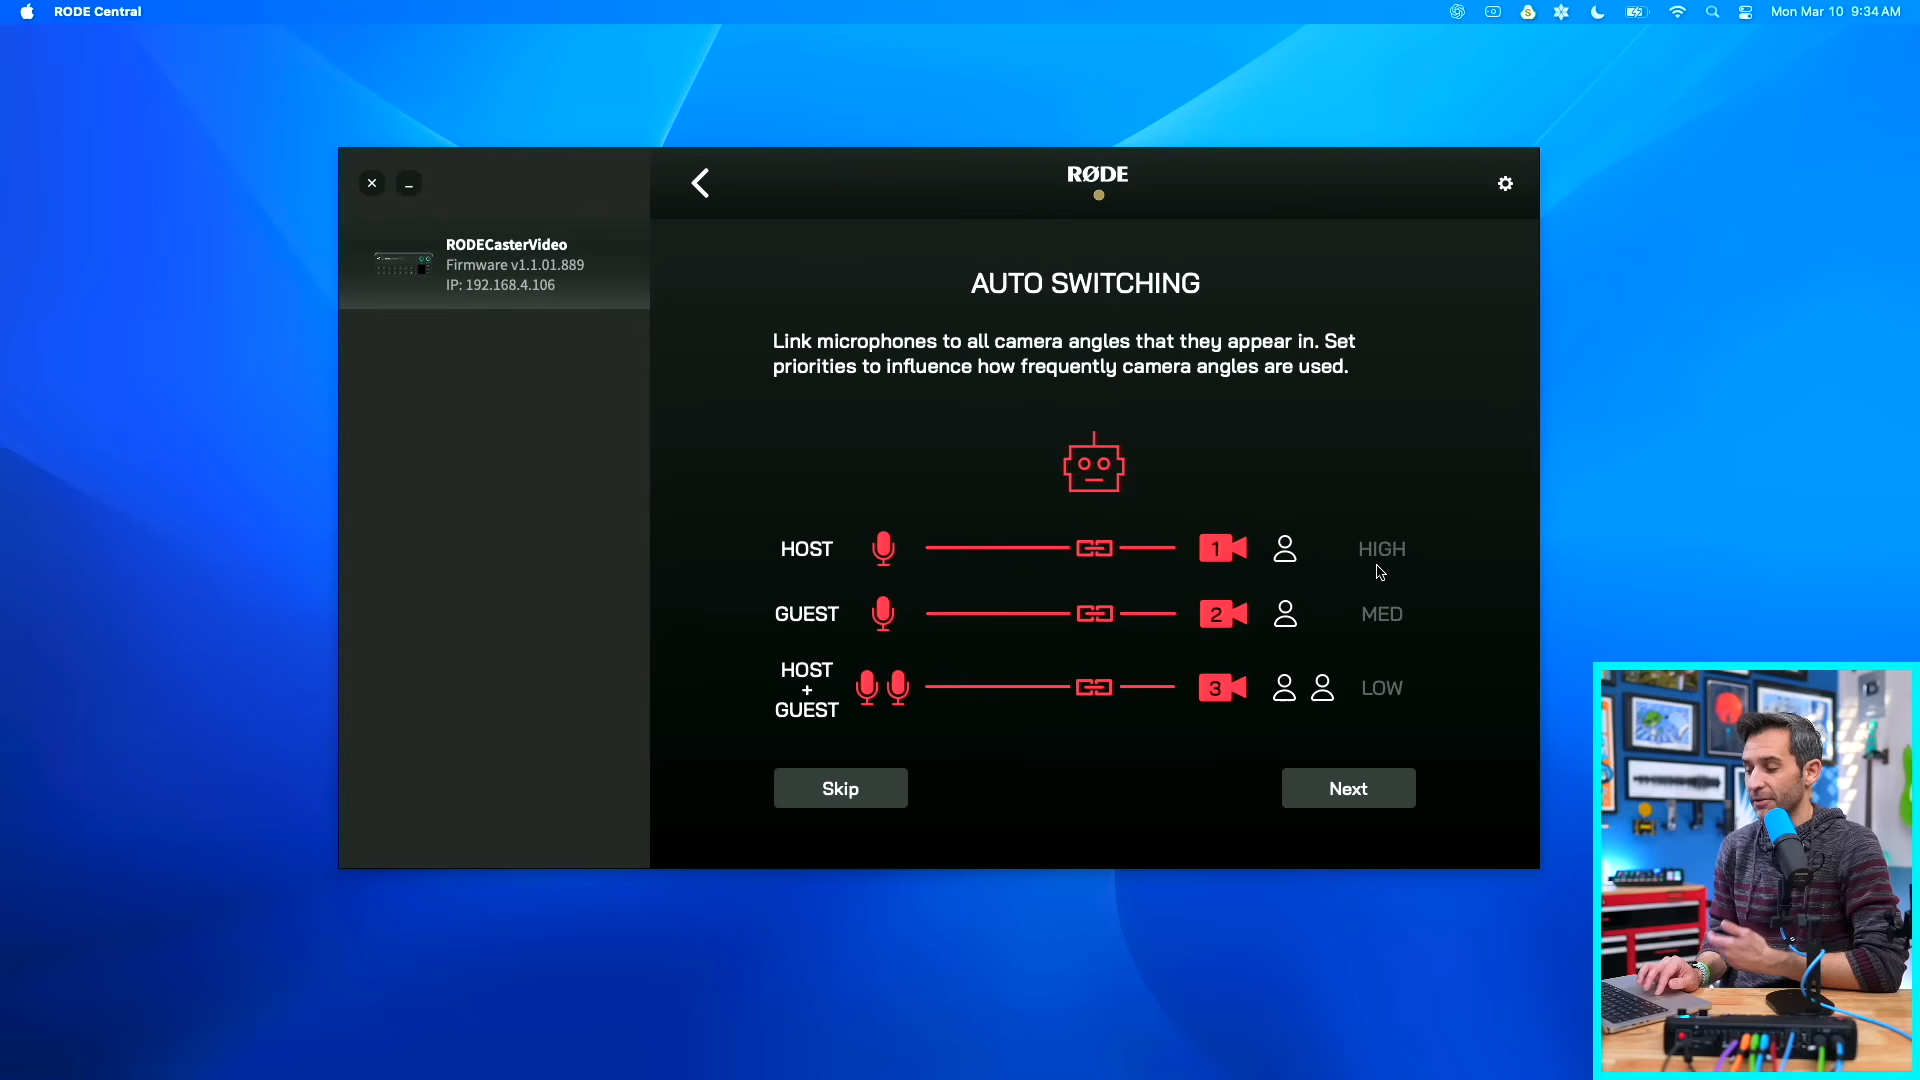 RODE Central
Mon Mar 10 9:34 AM
RODECasterVideo
Firmware v1.1.01.889
IP: 192.168.4.106
RØDE
AUTO SWITCHING
Link microphones to all camera angles that they appear in. Set
priorities to influence how frequently camera angles are used.
HOST 1 HIGH
GUEST 2 MED
HOST
+
GUEST
3 LOW
Skip
Next